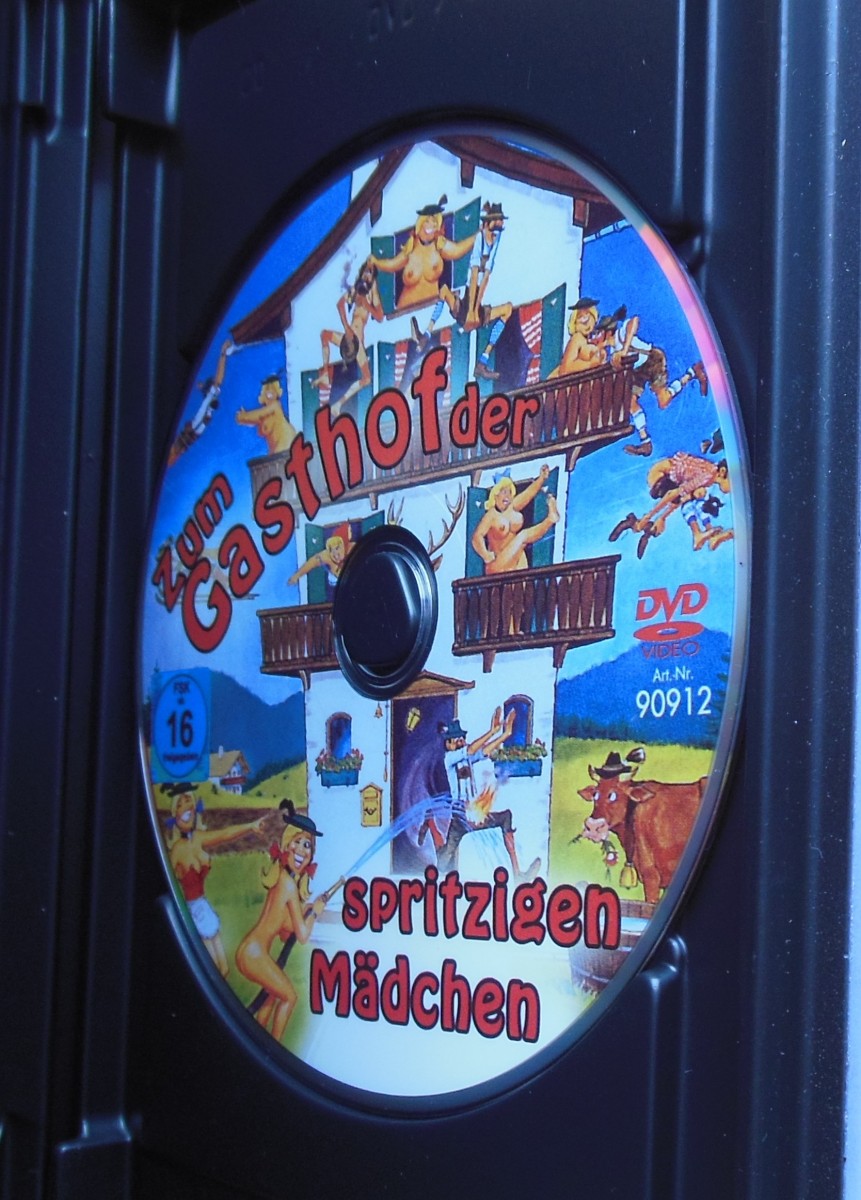 Zum
Gasthof der
spritzigen
Mädchen
DVD
VIDEO
Art.-Nr.
90912
FSK
16